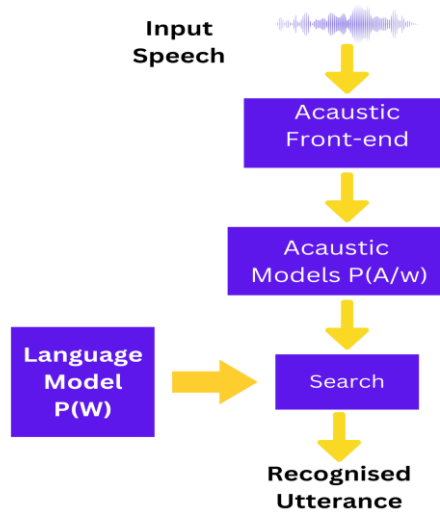 Input
Speech
Acaustic
Front-end
Acaustic
Models P(A/w)
Language
Model
P(W)
Search
Recognised
Utterance